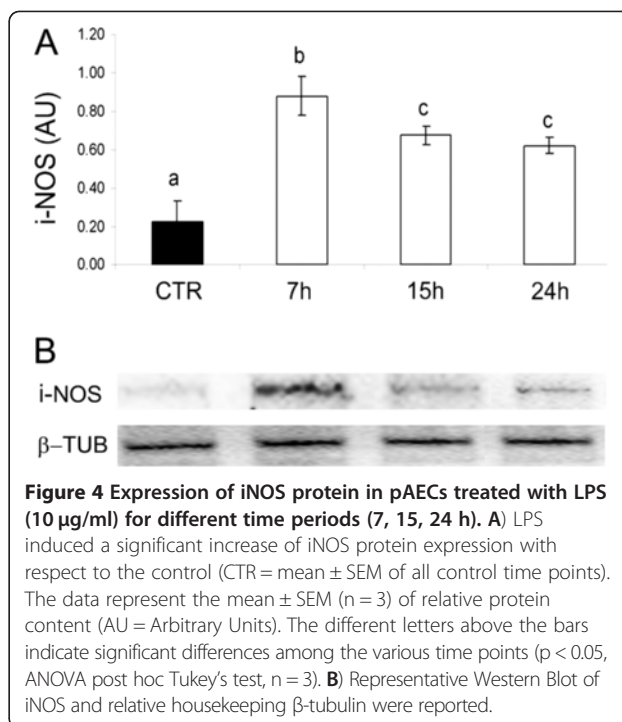 A
i-NOS (AU)
1.20
1.00
0.80
0.60
0.40
0.20
0.00
a
b
c
c
CTR 7h 15h 24h
B
i-NOS
β–TUB
Figure 4 Expression of iNOS protein in pAECs treated with LPS
(10 μg/ml) for different time periods (7, 15, 24 h). A) LPS
induced a significant increase of iNOS protein expression with
respect to the control (CTR = mean ± SEM of all control time points).
The data represent the mean ± SEM (n = 3) of relative protein
content (AU = Arbitrary Units). The different letters above the bars
indicate significant differences among the various time points (p < 0.05,
ANOVA post hoc Tukey's test, n = 3). B) Representative Western Blot of
iNOS and relative housekeeping β-tubulin were reported.